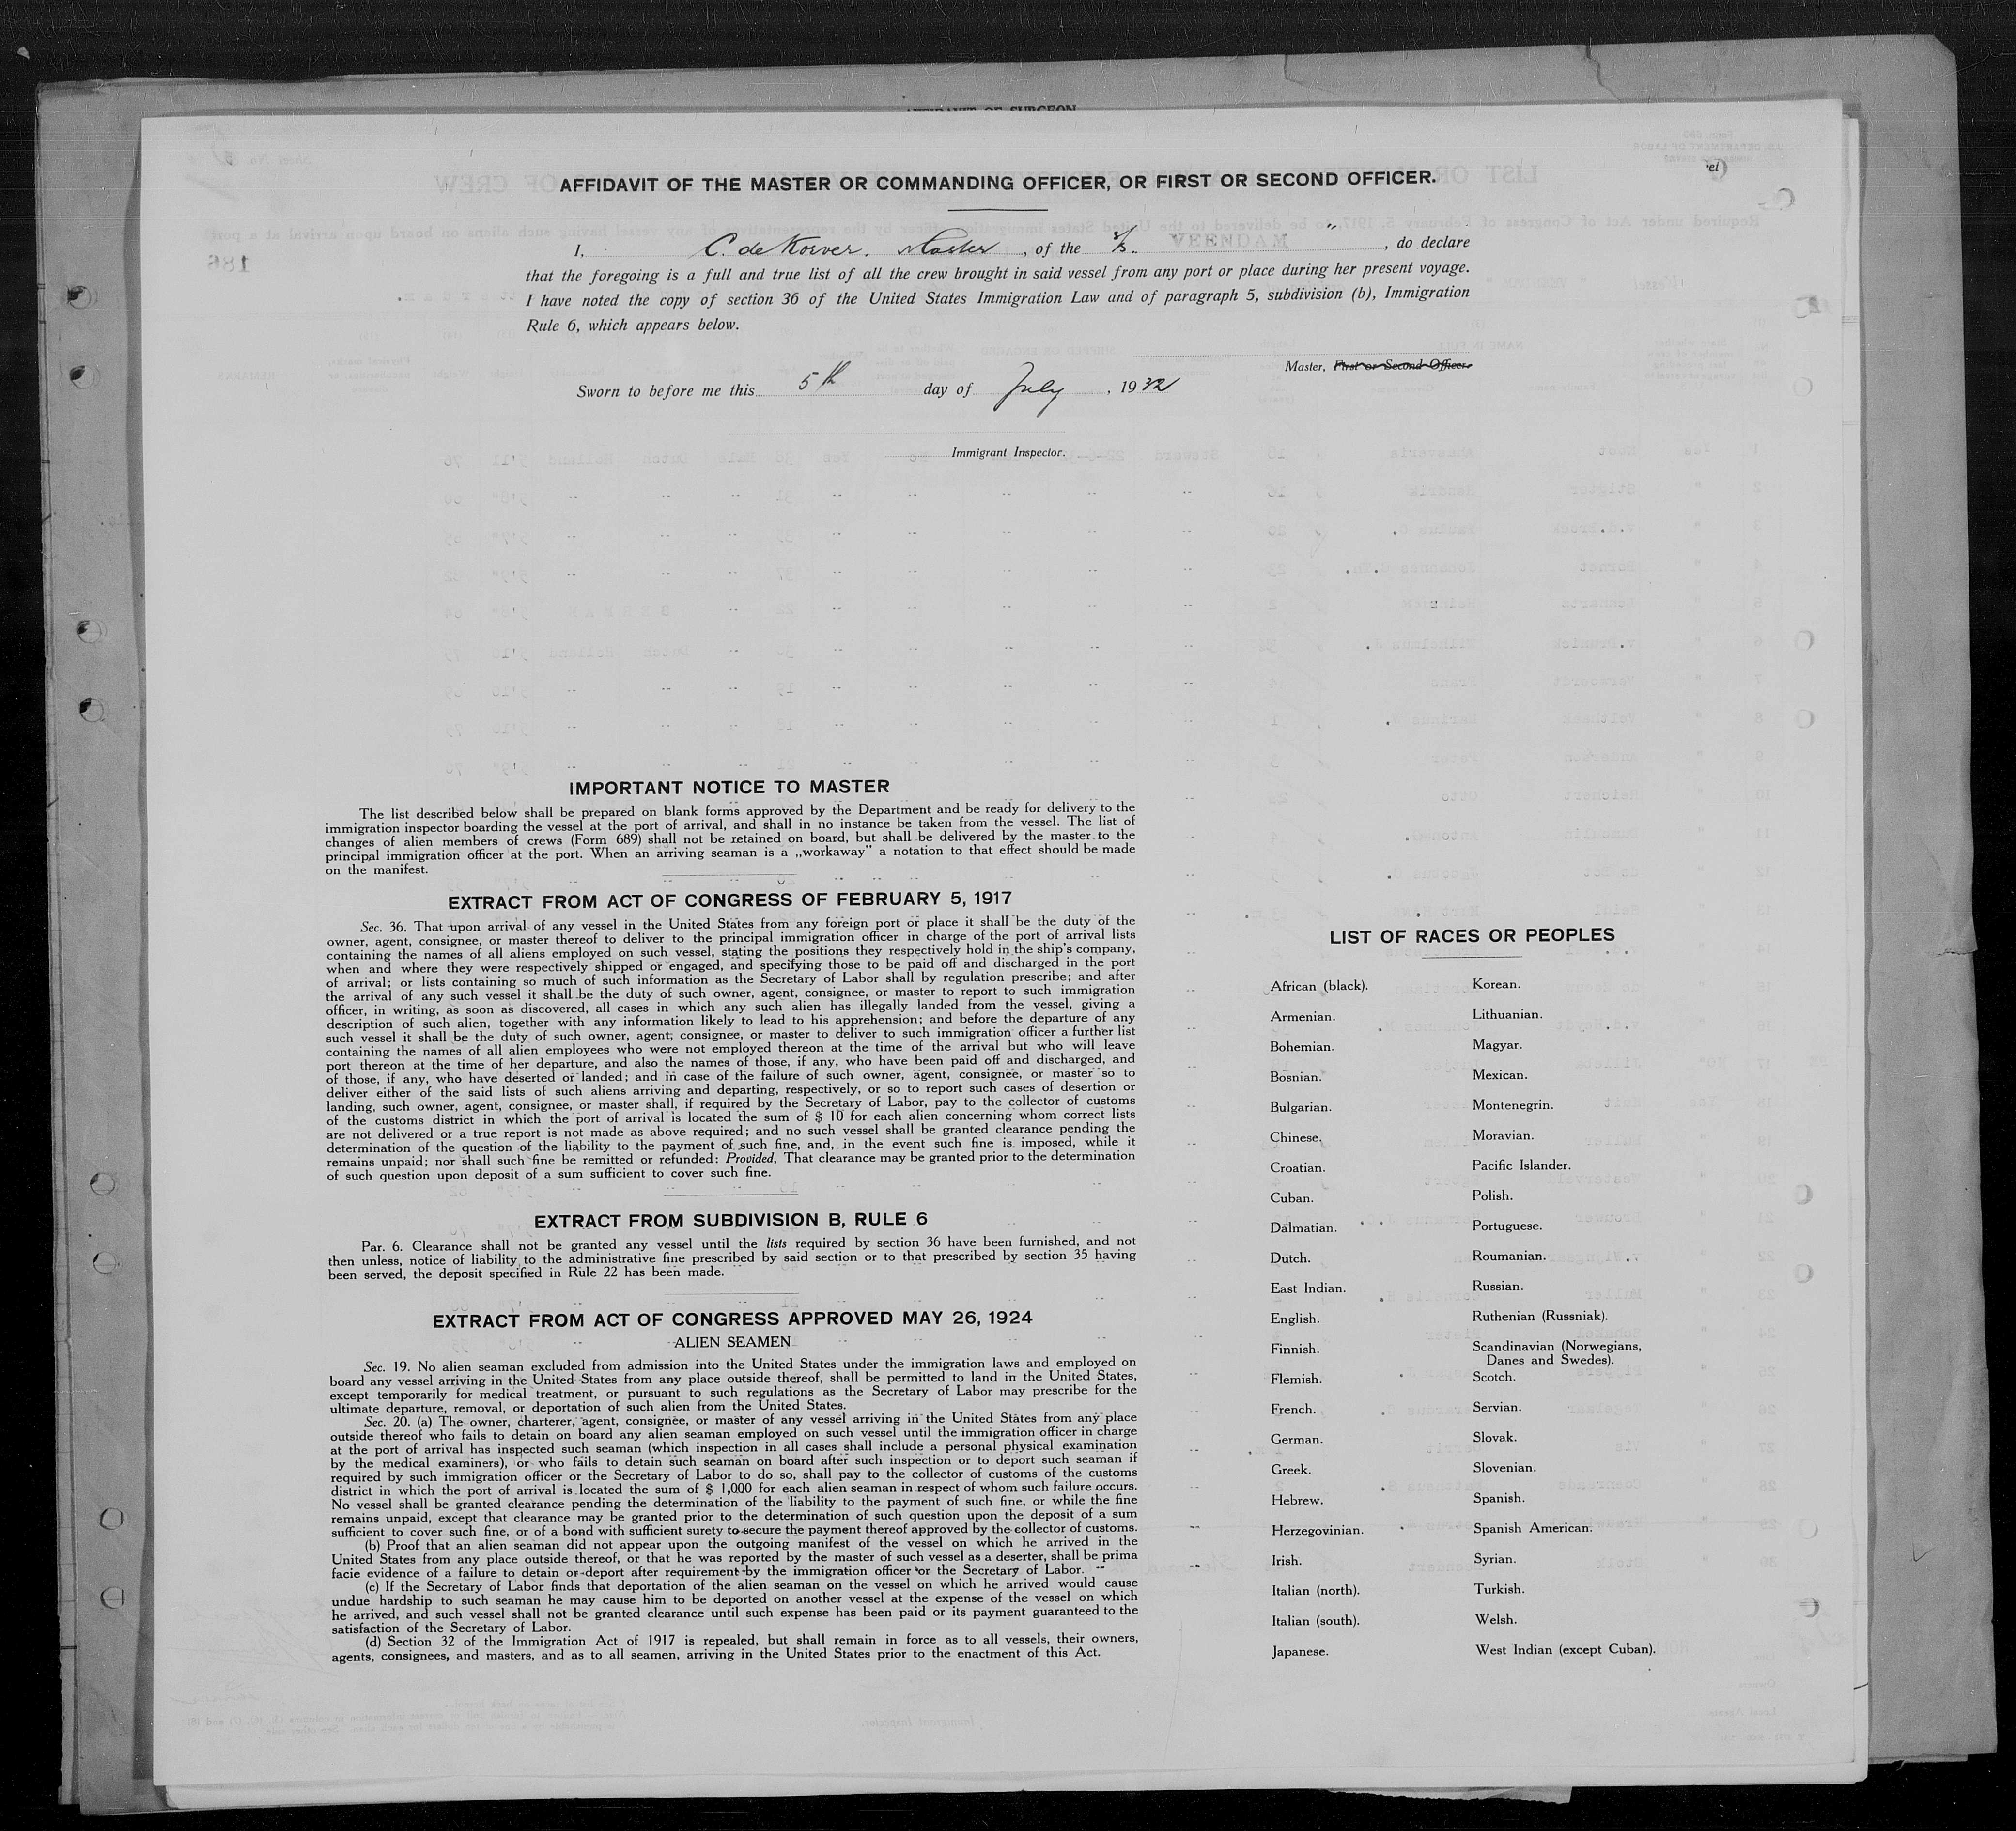 AFFIDAVIT OF SURGEON
AFFIDAVIT OF THE MASTER OR COMMANDING OFFICER, OR FIRST OR SECOND OFFICER.
I, C. de Koever, Master, of the S/S. VEENDAM ", do declare
that the foregoing is a full and true list of all the crew brought in said vessel from any port or place during her present voyage.
I have noted the copy of section 36 of the United States Immigration Law and of paragraph 5, subdivision (b), Immigration
Rule 6, which appears below.
Master, First or Second Officer.
Sworn to before me this 5th day of July, 1932
Immigrant Inspector.
IMPORTANT NOTICE TO MASTER
The list described below shall be prepared on blank forms approved by the Department and be ready for delivery to the
immigration inspector boarding the vessel at the port of arrival, and shall in no instance be taken from the vessel. The list of
changes of alien members of crews (Form 689) shall not be retained on board, but shall be delivered by the master to the
principal immigration officer at the port. When an arriving seaman is a „workaway” a notation to that effect should be made
on the manifest.
EXTRACT FROM ACT OF CONGRESS OF FEBRUARY 5, 1917
Sec. 36. That upon arrival of any vessel in the United States from any foreign port or place it shall be the duty of the
owner, agent, consignee, or master thereof to deliver to the principal immigration officer in charge of the port of arrival lists
containing the names of all aliens employed on such vessel, stating the positions they respectively hold in the ship's company,
when and where they were respectively shipped or engaged, and specifying those to be paid off and discharged in the port
of arrival; or lists containing so much of such information as the Secretary of Labor shall by regulation prescribe; and after
the arrival of any such vessel it shall be the duty of such owner, agent, consignee, or master to report to such immigration
officer, in writing, as soon as discovered, all cases in which any such alien has illegally landed from the vessel, giving a
description of such alien, together with any information likely to lead to his apprehension; and before the departure of any
such vessel it shall be the duty of such owner, agent, consignee, or master to deliver to such immigration officer a further list
containing the names of all alien employees who were not employed thereon at the time of the arrival but who will leave
port thereon at the time of her departure, and also the names of those, if any, who have been paid off and discharged, and
of those, if any, who have deserted or landed; and in case of the failure of such owner, agent, consignee, or master so to
deliver either of the said lists of such aliens arriving and departing, respectively, or so to report such cases of desertion or
landing, such owner, agent, consignee, or master shall, if required by the Secretary of Labor, pay to the collector of customs
of the customs district in which the port of arrival is located the sum of $ 10 for each alien concerning whom correct lists
are not delivered or a true report is not made as above required; and no such vessel shall be granted clearance pending the
determination of the question of the liability to the payment of such fine, and, in the event such fine is imposed, while it
remains unpaid; nor shall such fine be remitted or refunded: Provided, That clearance may be granted prior to the determination
of such question upon deposit of a sum sufficient to cover such fine.
EXTRACT FROM SUBDIVISION B, RULE 6
Par. 6. Clearance shall not be granted any vessel until the lists required by section 36 have been furnished, and not
then unless, notice of liability to the administrative fine prescribed by said section or to that prescribed by section 35 having
been served, the deposit specified in Rule 22 has been made.
EXTRACT FROM ACT OF CONGRESS APPROVED MAY 26, 1924
ALIEN SEAMEN
Sec. 19. No alien seaman excluded from admission into the United States under the immigration laws and employed on
board any vessel arriving in the United States from any place outside thereof, shall be permitted to land in the United States,
except temporarily for medical treatment, or pursuant to such regulations as the Secretary of Labor may prescribe for the
ultimate departure, removal, or deportation of such alien from the United States.
Sec. 20. (a) The owner, charterer, agent, consignee, or master of any vessel arriving in the United States from any place
outside thereof who fails to detain on board any alien seaman employed on such vessel until the immigration officer in charge
at the port of arrival has inspected such seaman (which inspection in all cases shall include a personal physical examination
by the medical examiners), or who fails to detain such seaman on board after such inspection or to deport such seaman if
required by such immigration officer or the Secretary of Labor to do so, shall pay to the collector of customs of the customs
district in which the port of arrival is located the sum of $ 1,000 for each alien seaman in respect of whom such failure occurs.
No vessel shall be granted clearance pending the determination of the liability to the payment of such fine, or while the fine
remains unpaid, except that clearance may be granted prior to the determination of such question upon the deposit of a sum
sufficient to cover such fine, or of a bond with sufficient surety to secure the payment thereof approved by the collector of customs.
(b) Proof that an alien seaman did not appear upon the outgoing manifest of the vessel on which he arrived in the
United States from any place outside thereof, or that he was reported by the master of such vessel as a deserter, shall be prima
facie evidence of a failure to detain or deport after requirement by the immigration officer or the Secretary of Labor.
(c) If the Secretary of Labor finds that deportation of the alien seaman on the vessel on which he arrived would cause
undue hardship to such seaman he may cause him to be deported on another vessel at the expense of the vessel on which
he arrived, and such vessel shall not be granted clearance until such expense has been paid or its payment guaranteed to the
satisfaction of the Secretary of Labor.
(d) Section 32 of the Immigration Act of 1917 is repealed, but shall remain in force as to all vessels, their owners,
agents, consignees, and masters, and as to all seamen, arriving in the United States prior to the enactment of this Act.
LIST OF RACES OR PEOPLES
African (black).
Armenian.
Bohemian.
Bosnian.
Bulgarian.
Chinese.
Croatian.
Cuban.
Dalmatian.
Dutch.
East Indian.
English.
Finnish.
Flemish.
French.
German.
Greek.
Hebrew.
Herzegovinian.
Irish.
Italian (north).
Italian (south).
Japanese.
Korean.
Lithuanian.
Magyar.
Mexican.
Montenegrin.
Moravian.
Pacific Islander.
Polish.
Portuguese.
Roumanian.
Russian.
Ruthenian (Russniak).
Scandinavian (Norwegians,
Danes and Swedes).
Scotch.
Servian.
Slovak.
Slovenian.
Spanish.
Spanish American.
Syrian.
Turkish.
Welsh.
West Indian (except Cuban).